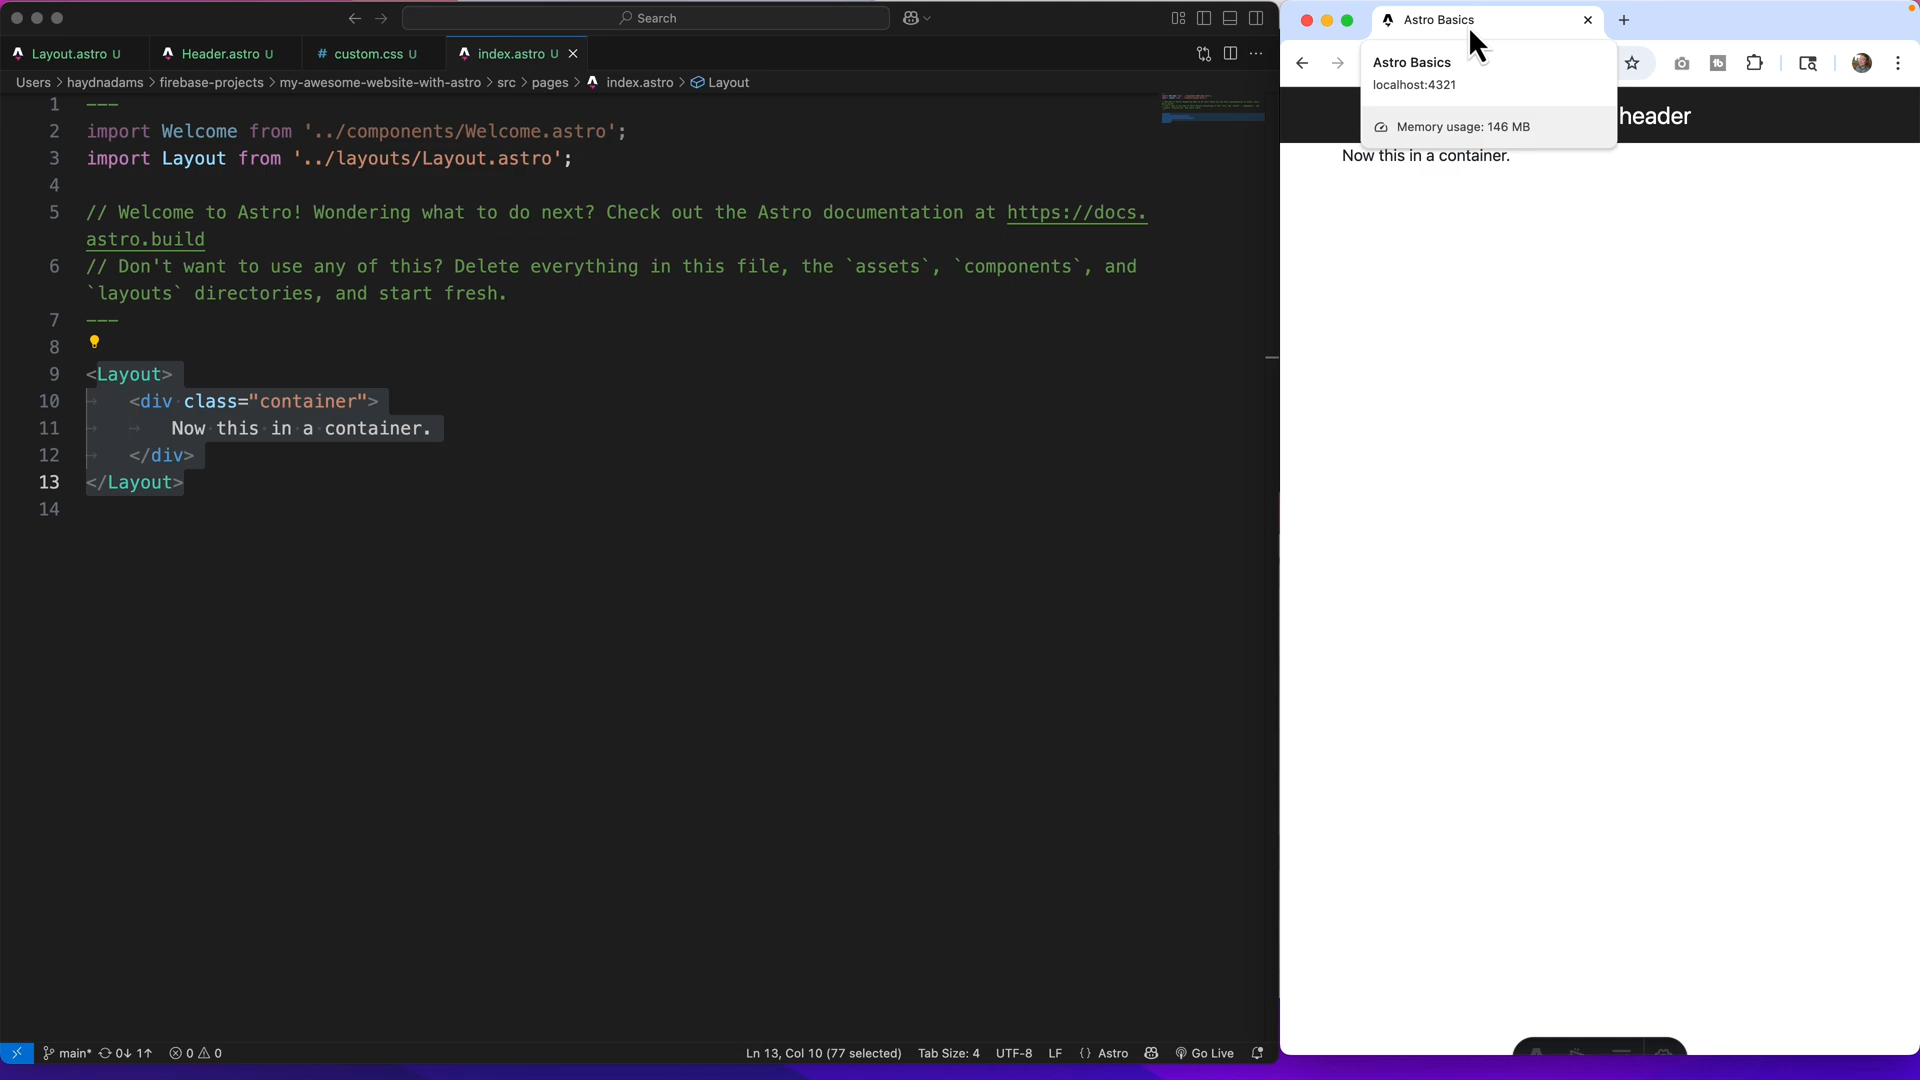 Search
Layout.astro U
Header.astro U
# custom.css U
index.astro U
Users > haydnadams > firebase-projects > my-awesome-website-with-astro > src > pages > index.astro > Layout
1 ---
2 import Welcome from '../components/Welcome.astro';
3 import Layout from '../layouts/Layout.astro';
4
5 // Welcome to Astro! Wondering what to do next? Check out the Astro documentation at https://docs.
astro.build
6 // Don't want to use any of this? Delete everything in this file, the `assets`, `components`, and
`layouts` directories, and start fresh.
7 ---
8
9 <Layout>
10 <div class="container">
11 Now this in a container.
12 </div>
13 </Layout>
14
main* 0↓ 1↑ 0 0
Ln 13, Col 10 (77 selected) Tab Size: 4 UTF-8 LF {} Astro Go Live
Astro Basics
Astro Basics
localhost:4321
Memory usage: 146 MB
header
Now this in a container.